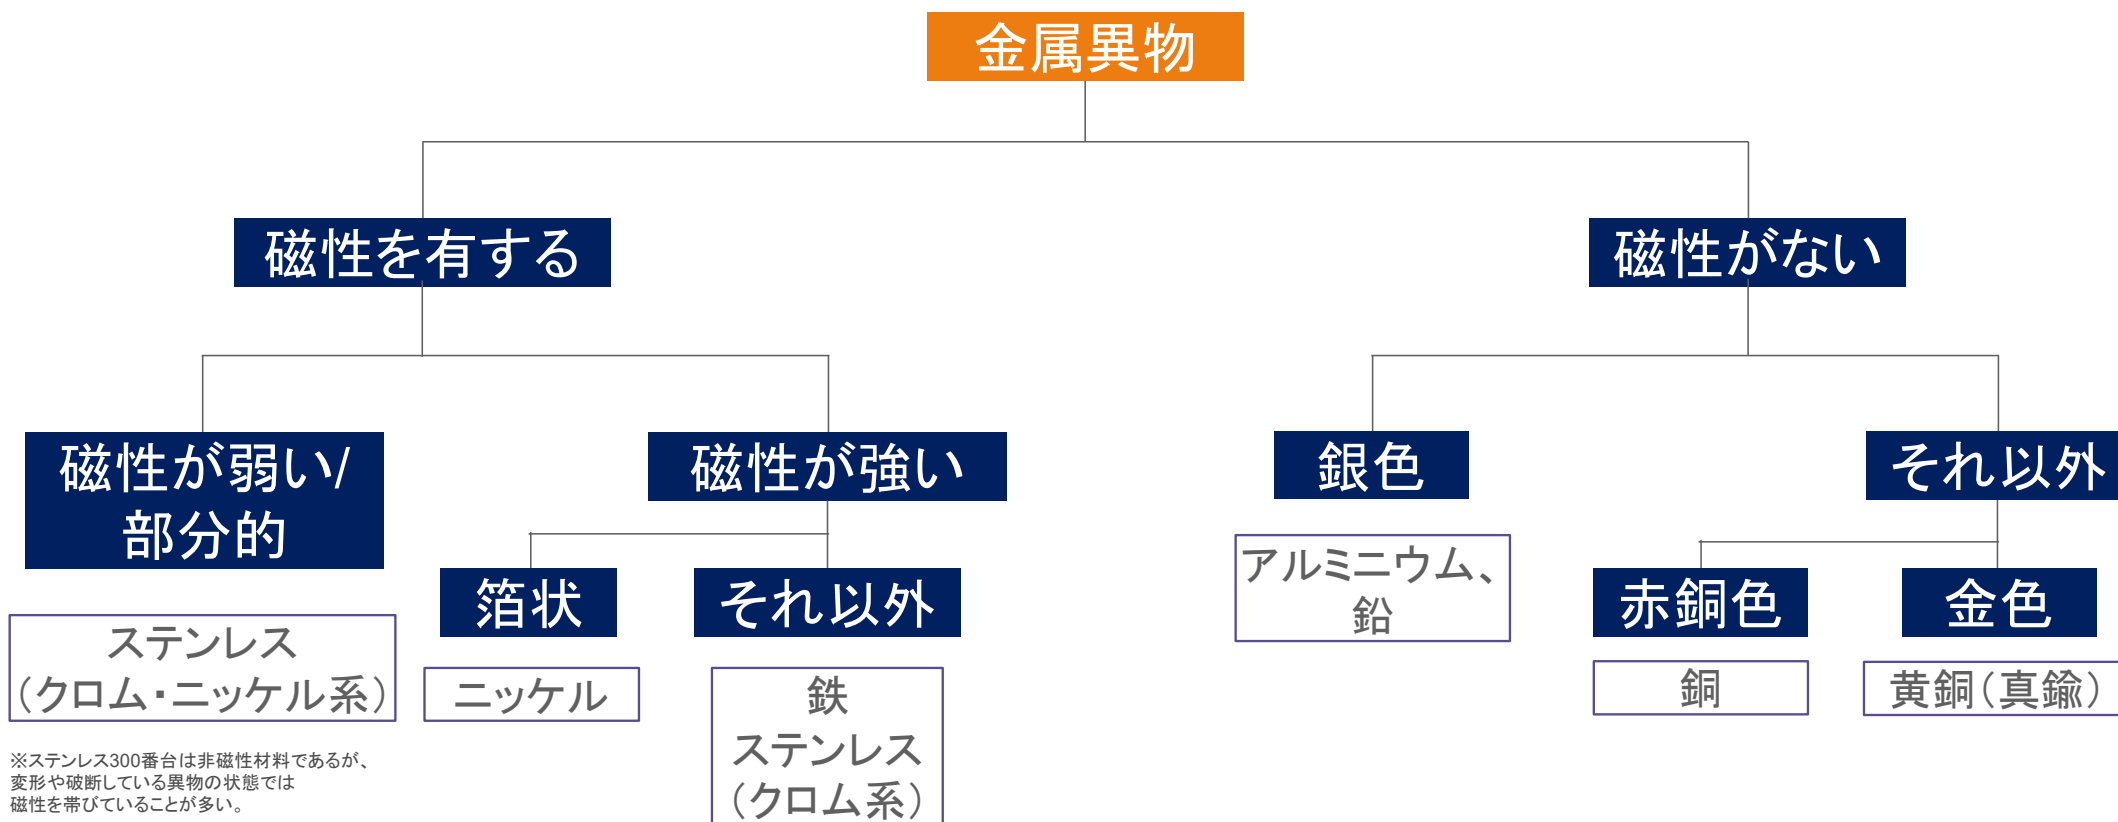 金属異物
磁性を有する
磁性がない
磁性が弱い/
部分的
磁性が強い
銀色
それ以外
箔状
それ以外
赤銅色
金色
アルミニウム、
鉛
ステンレス
（クロム・ニッケル系）
ニッケル
鉄
ステンレス
（クロム系）
銅
黄銅（真鍮）
※ステンレス300番台は非磁性材料であるが、
変形や破断している異物の状態では
磁性を帯びていることが多い。